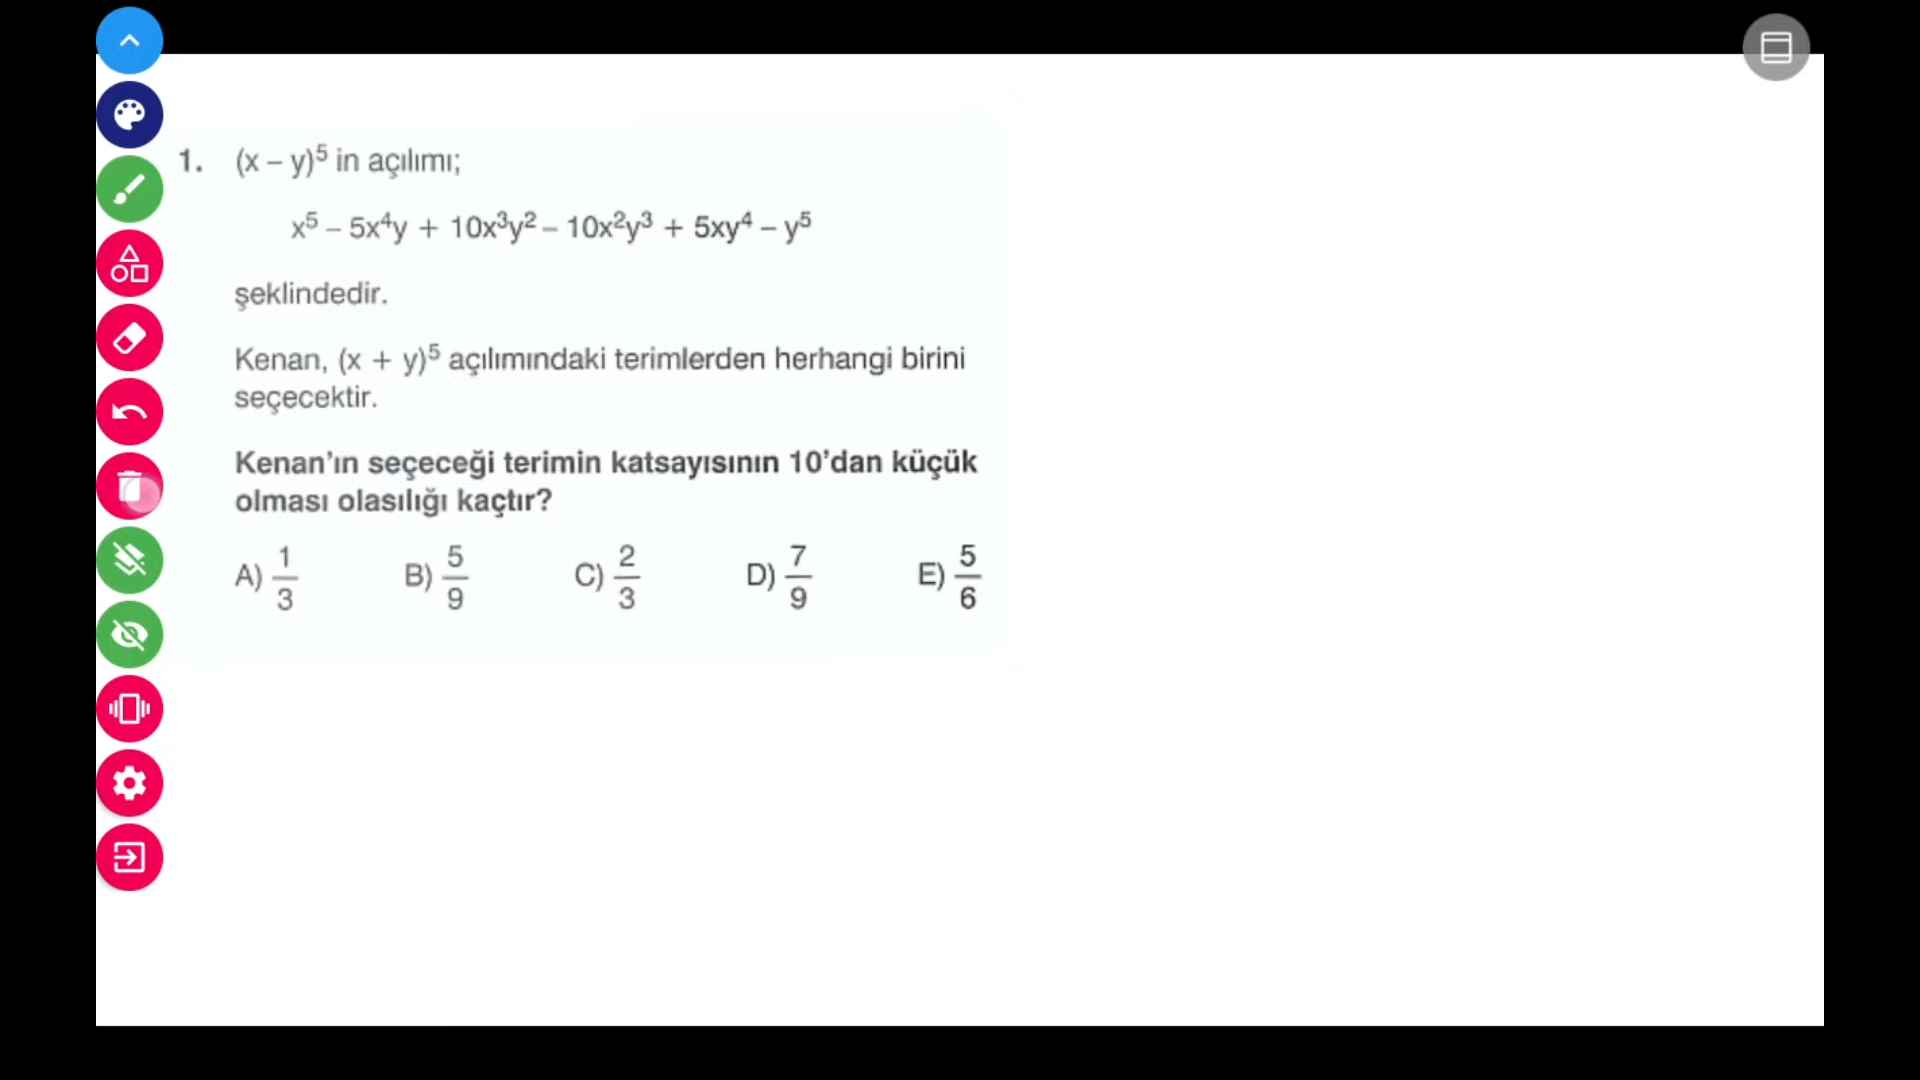 1. (x – y)⁵ in açılımı;
x⁵ – 5x⁴y + 10x³y² – 10x²y³ + 5xy⁴ – y⁵
şeklindedir.
Kenan, (x + y)⁵ açılımındaki terimlerden herhangi birini
seçecektir.
Kenan’ın seçeceği terimin katsayısının 10’dan küçük
olması olasılığı kaçtır?
A) 1/3 B) 5/9 C) 2/3 D) 7/9 E) 5/6